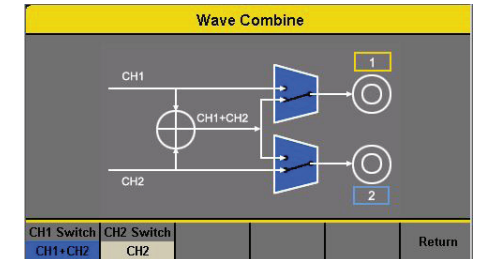 Wave Combine
1
CH1
CH1+CH2
CH2
2
CH1 Switch CH2 Switch
CH1+CH2 CH2 Return